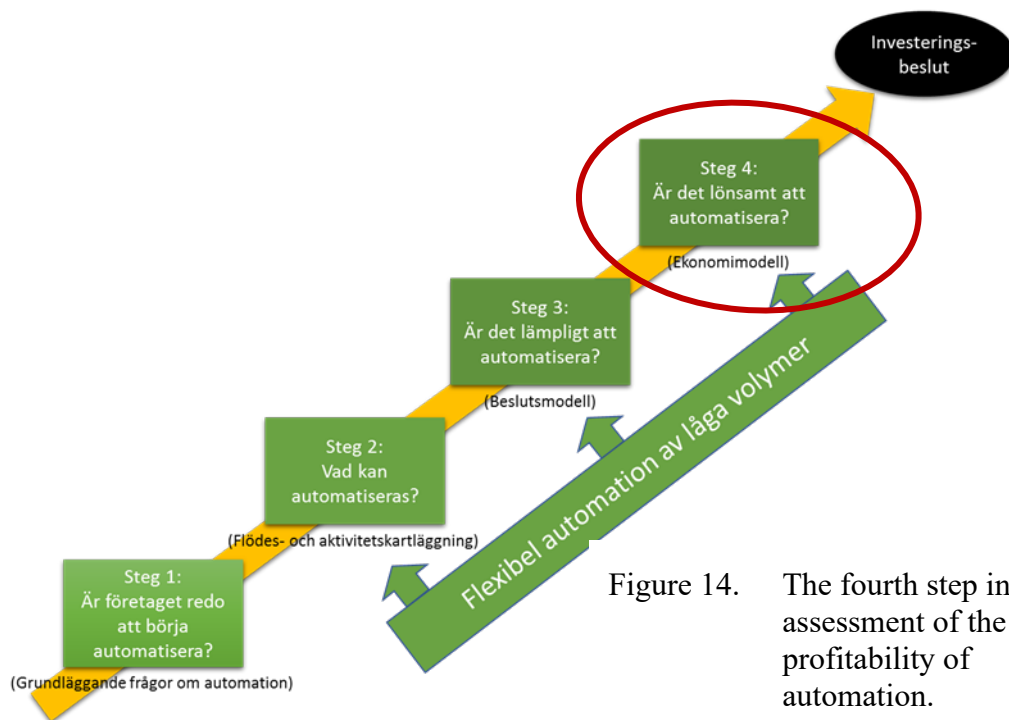 Investerings-
beslut
Steg 4:
Är det lönsamt att
automatisera?
(Ekonomimodell)
Steg 3:
Är det lämpligt att
automatisera?
(Beslutsmodell)
Steg 2:
Vad kan
automatiseras?
(Flödes- och aktivitetskartläggning)
Steg 1:
Är företaget redo
att börja
automatisera?
(Grundläggande frågor om automation)
Flexibel automation av låga volymer
Figure 14. The fourth step in
assessment of the
profitability of
automation.